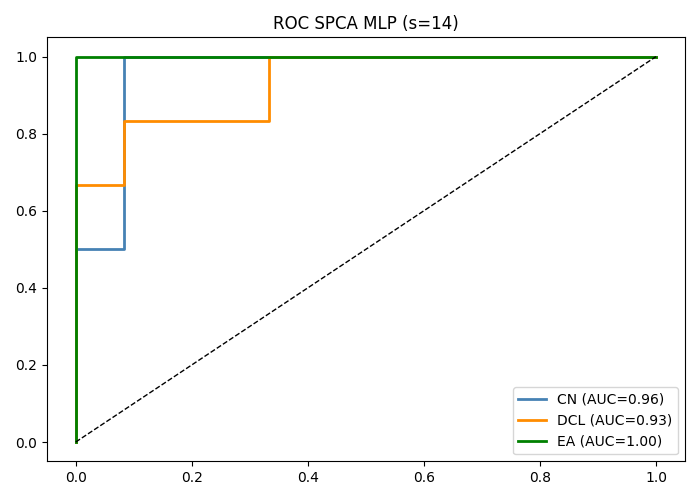 ROC SPCA MLP (s=14)
1.0
0.8
0.6
0.4
0.2
0.0
0.0 0.2 0.4 0.6 0.8 1.0
CN (AUC=0.96)
DCL (AUC=0.93)
EA (AUC=1.00)